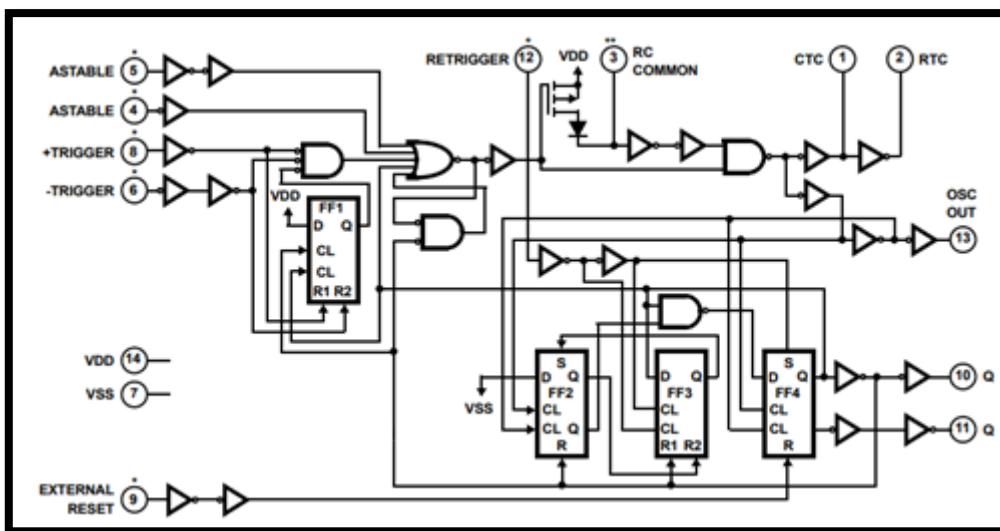 ASTABLE * 5
ASTABLE * 4
+TRIGGER * 8
-TRIGGER * 6
RETRIGGER * 12
** 3 RC COMMON
VDD
CTC 1
2 RTC
OSC OUT
13
VDD
FF1
D Q
CL
CL
R1 R2
VDD 14
VSS 7
VSS
S
D Q
FF2
CL
CL Q
R
D Q
FF3
CL
CL
R1 R2
S
D Q
FF4
CL
CL
R
10 Q
11 Q
EXTERNAL RESET * 9